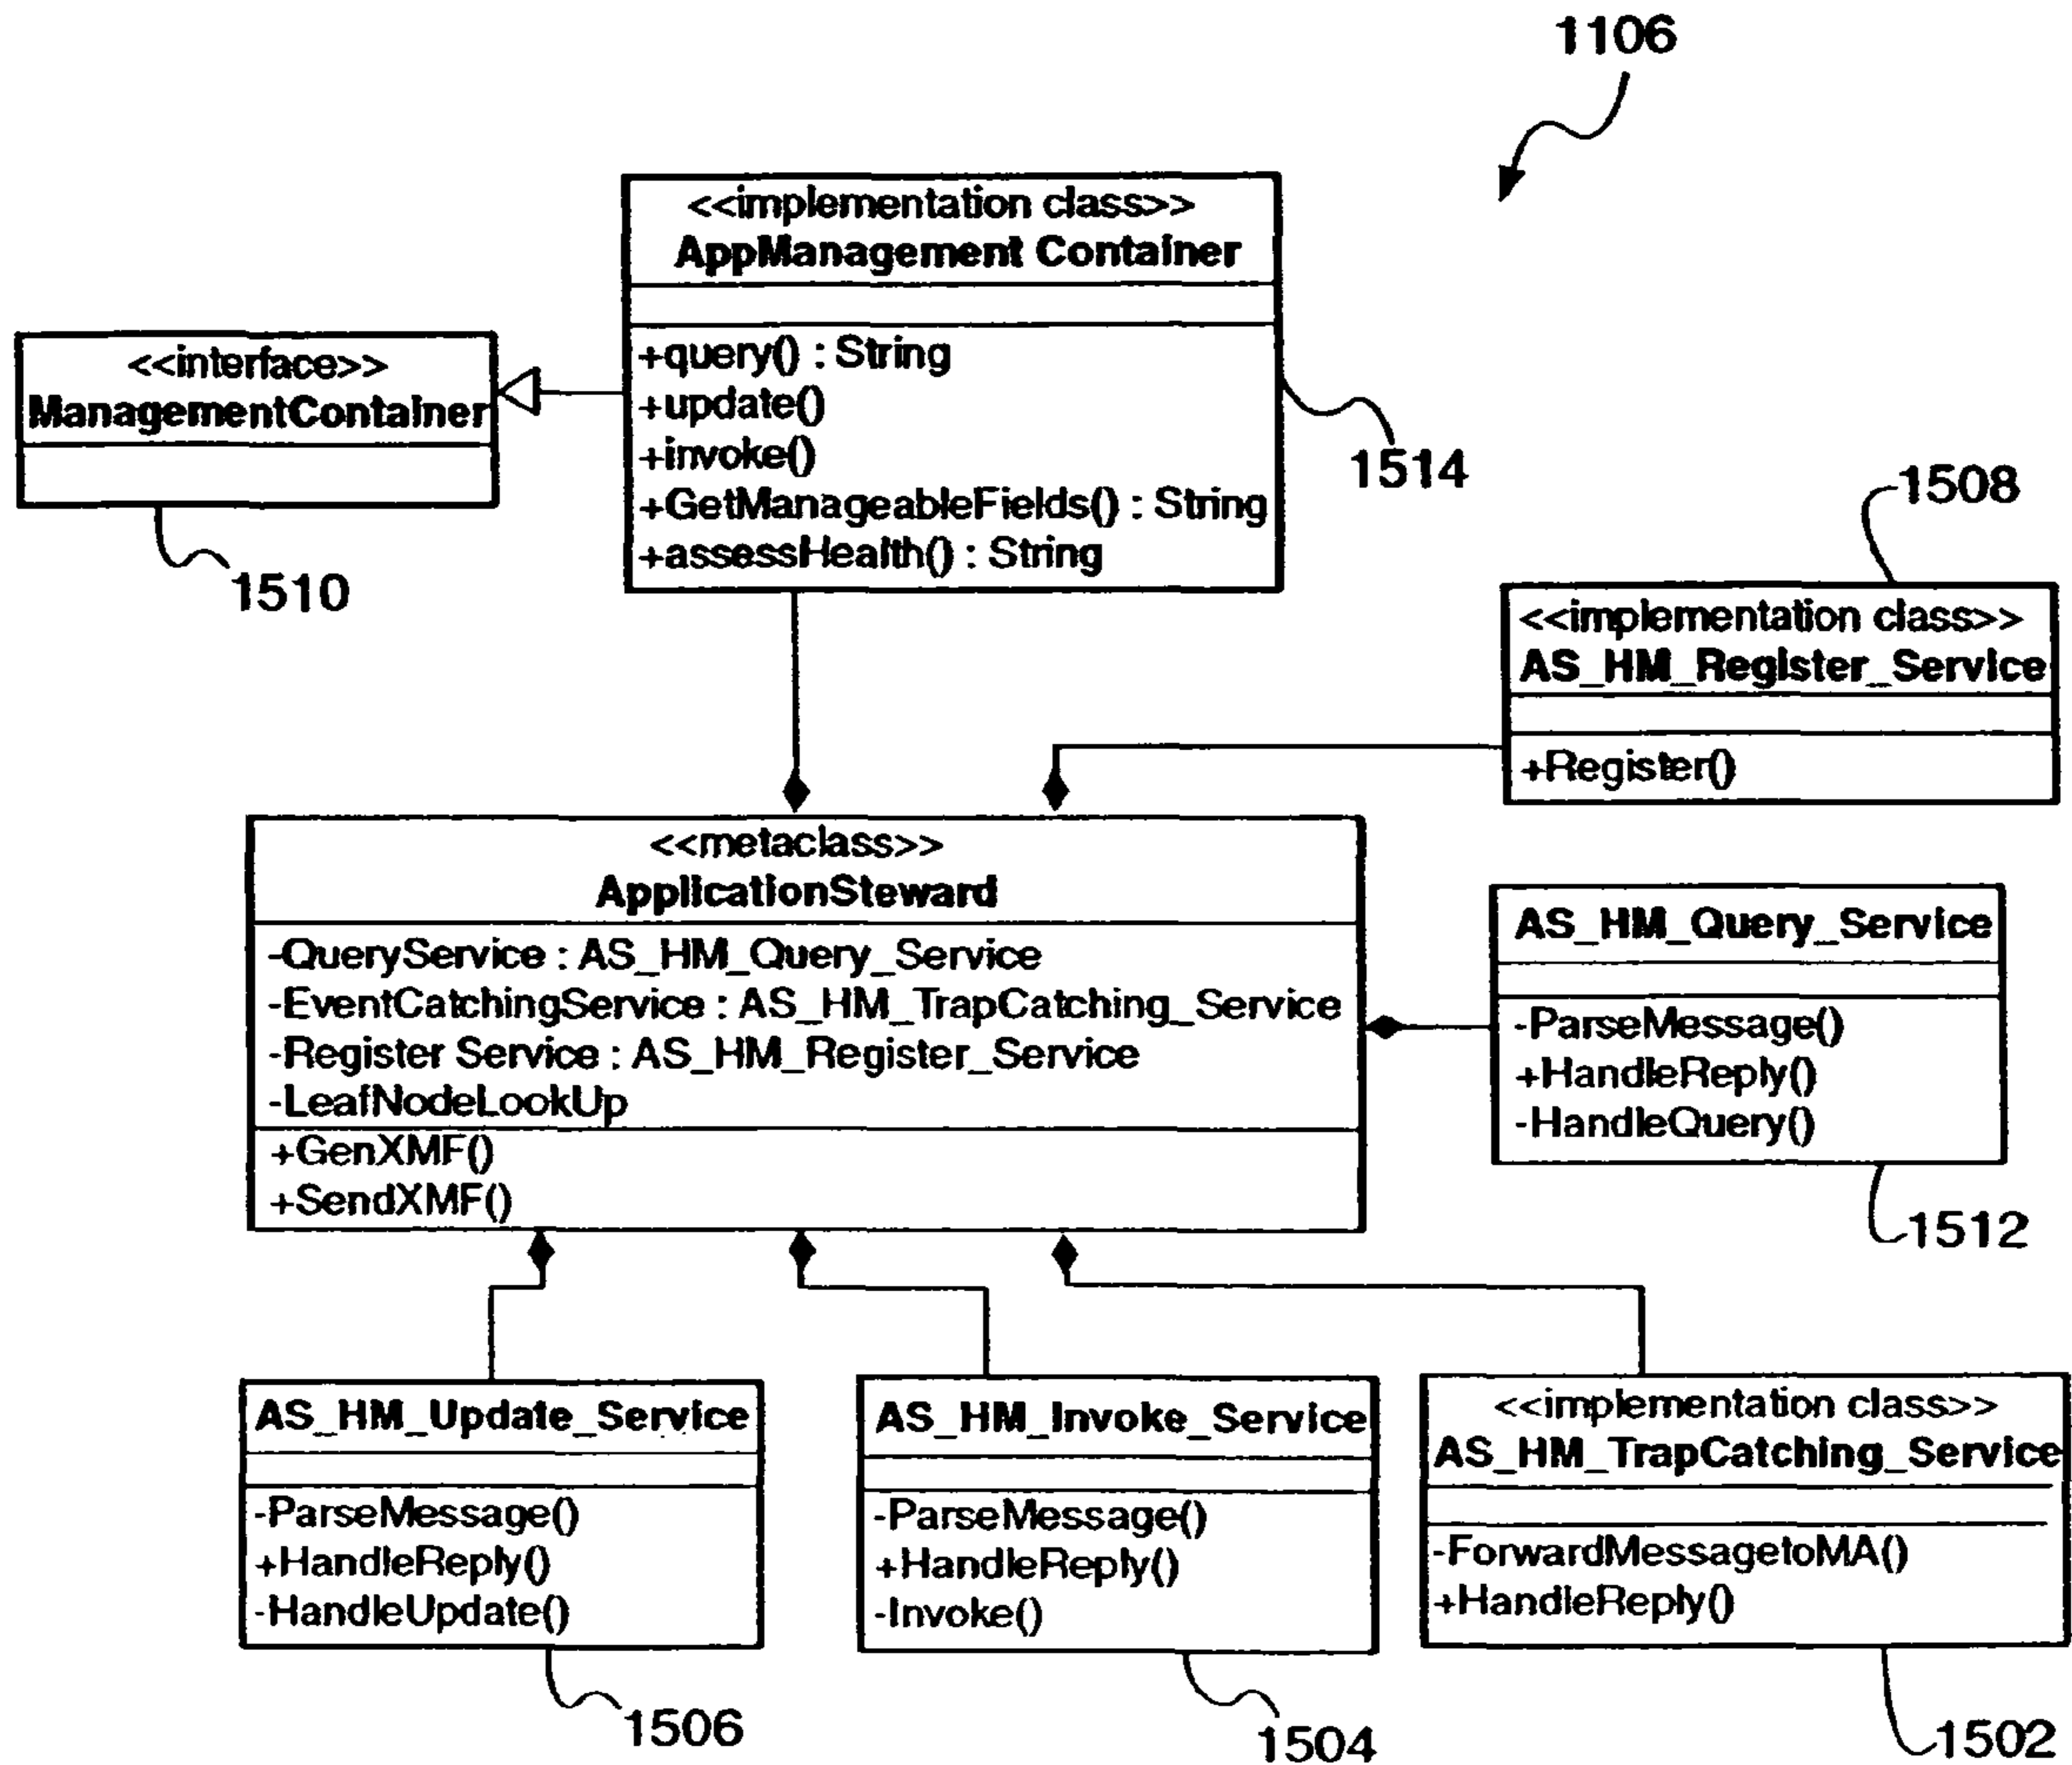 1106
<<implementation class>>
AppManagement Container
+query() : String
+update()
+invoke()
+GetManageableFields() : String
+assessHealth() : String
1514
<<interface>>
ManagementContainer
1510
1508
<<implementation class>>
AS_HM_Register_Service
+Register()
<<metaclass>>
ApplicationSteward
-QueryService : AS_HM_Query_Service
-EventCatchingService : AS_HM_TrapCatching_Service
-Register Service : AS_HM_Register_Service
-LeafNodeLookUp
+GenXMF()
+SendXMF()
AS_HM_Query_Service
-ParseMessage()
+HandleReply()
-HandleQuery()
1512
AS_HM_Update_Service
-ParseMessage()
+HandleReply()
-HandleUpdate()
1506
AS_HM_Invoke_Service
-ParseMessage()
+HandleReply()
-Invoke()
1504
<<implementation class>>
AS_HM_TrapCatching_Service
-ForwardMessagetoMA()
+HandleReply()
1502